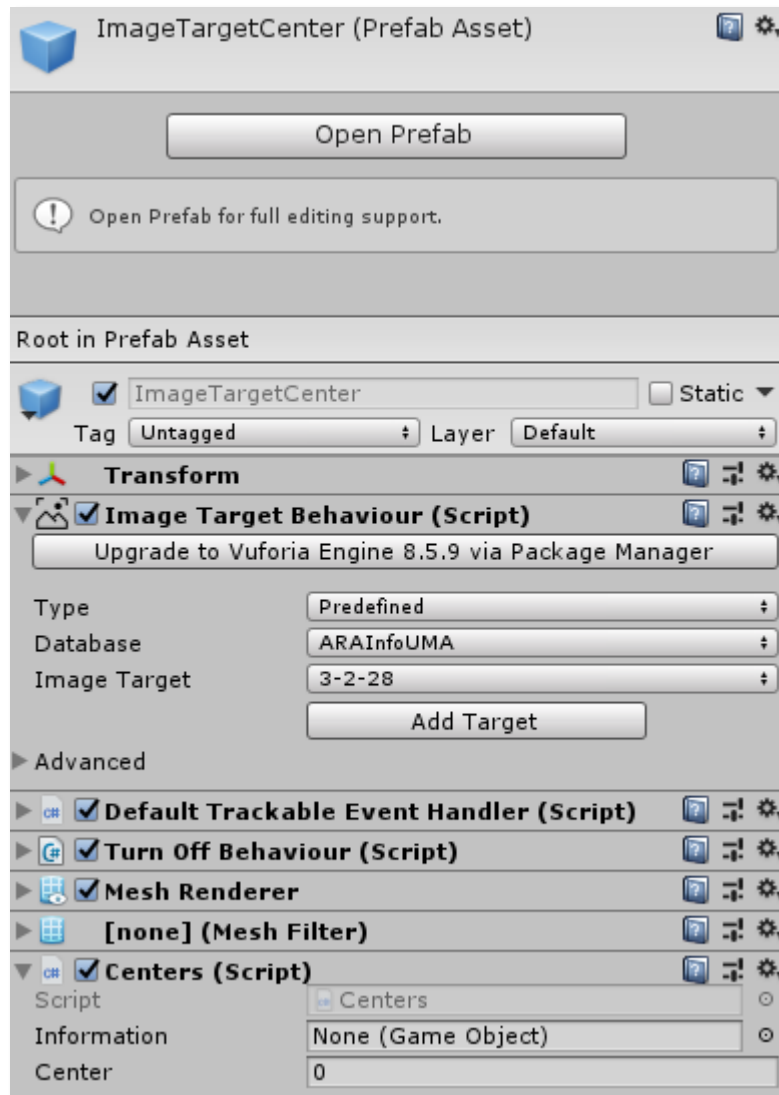 ImageTargetCenter (Prefab Asset)
Open Prefab
Open Prefab for full editing support.
Root in Prefab Asset
ImageTargetCenter Static
Tag Untagged Layer Default
Transform
Image Target Behaviour (Script)
Upgrade to Vuforia Engine 8.5.9 via Package Manager
Type Predefined
Database ARAInfoUMA
Image Target 3-2-28
Add Target
Advanced
Default Trackable Event Handler (Script)
Turn Off Behaviour (Script)
Mesh Renderer
[none] (Mesh Filter)
Centers (Script)
Script Centers
Information None (Game Object)
Center 0